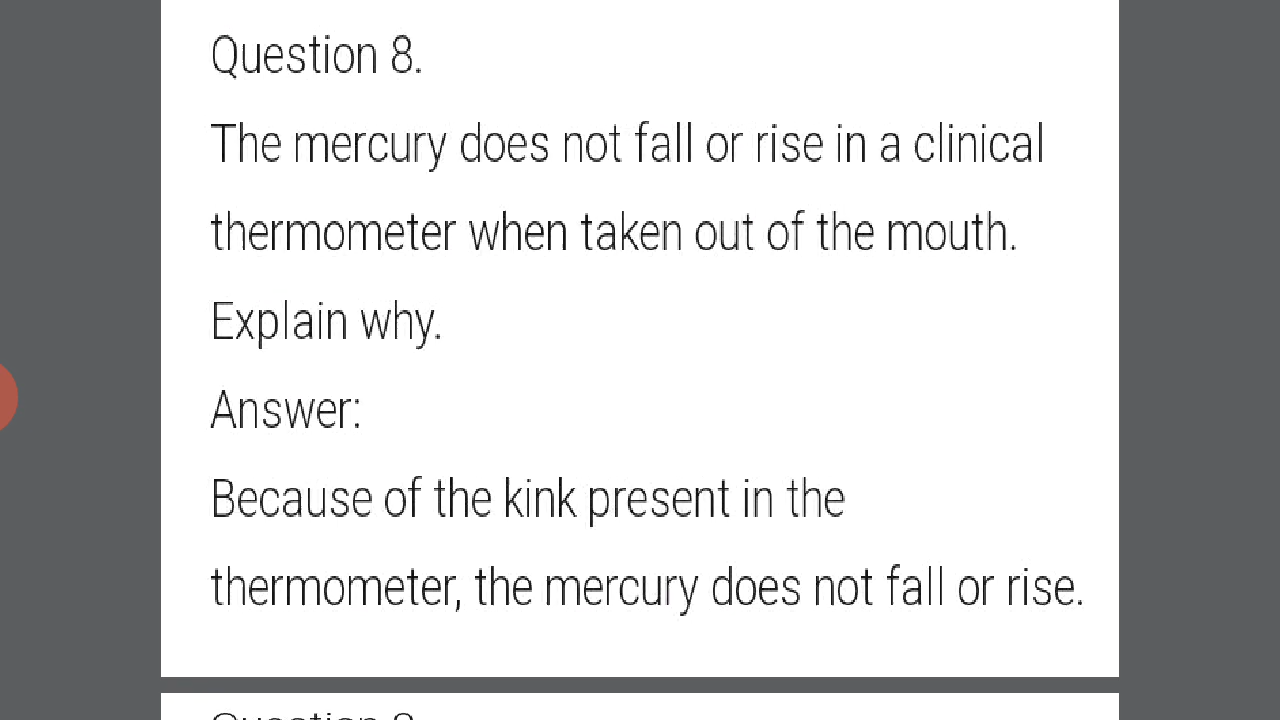 Question 8.
The mercury does not fall or rise in a clinical
thermometer when taken out of the mouth.
Explain why.
Answer:
Because of the kink present in the
thermometer, the mercury does not fall or rise.